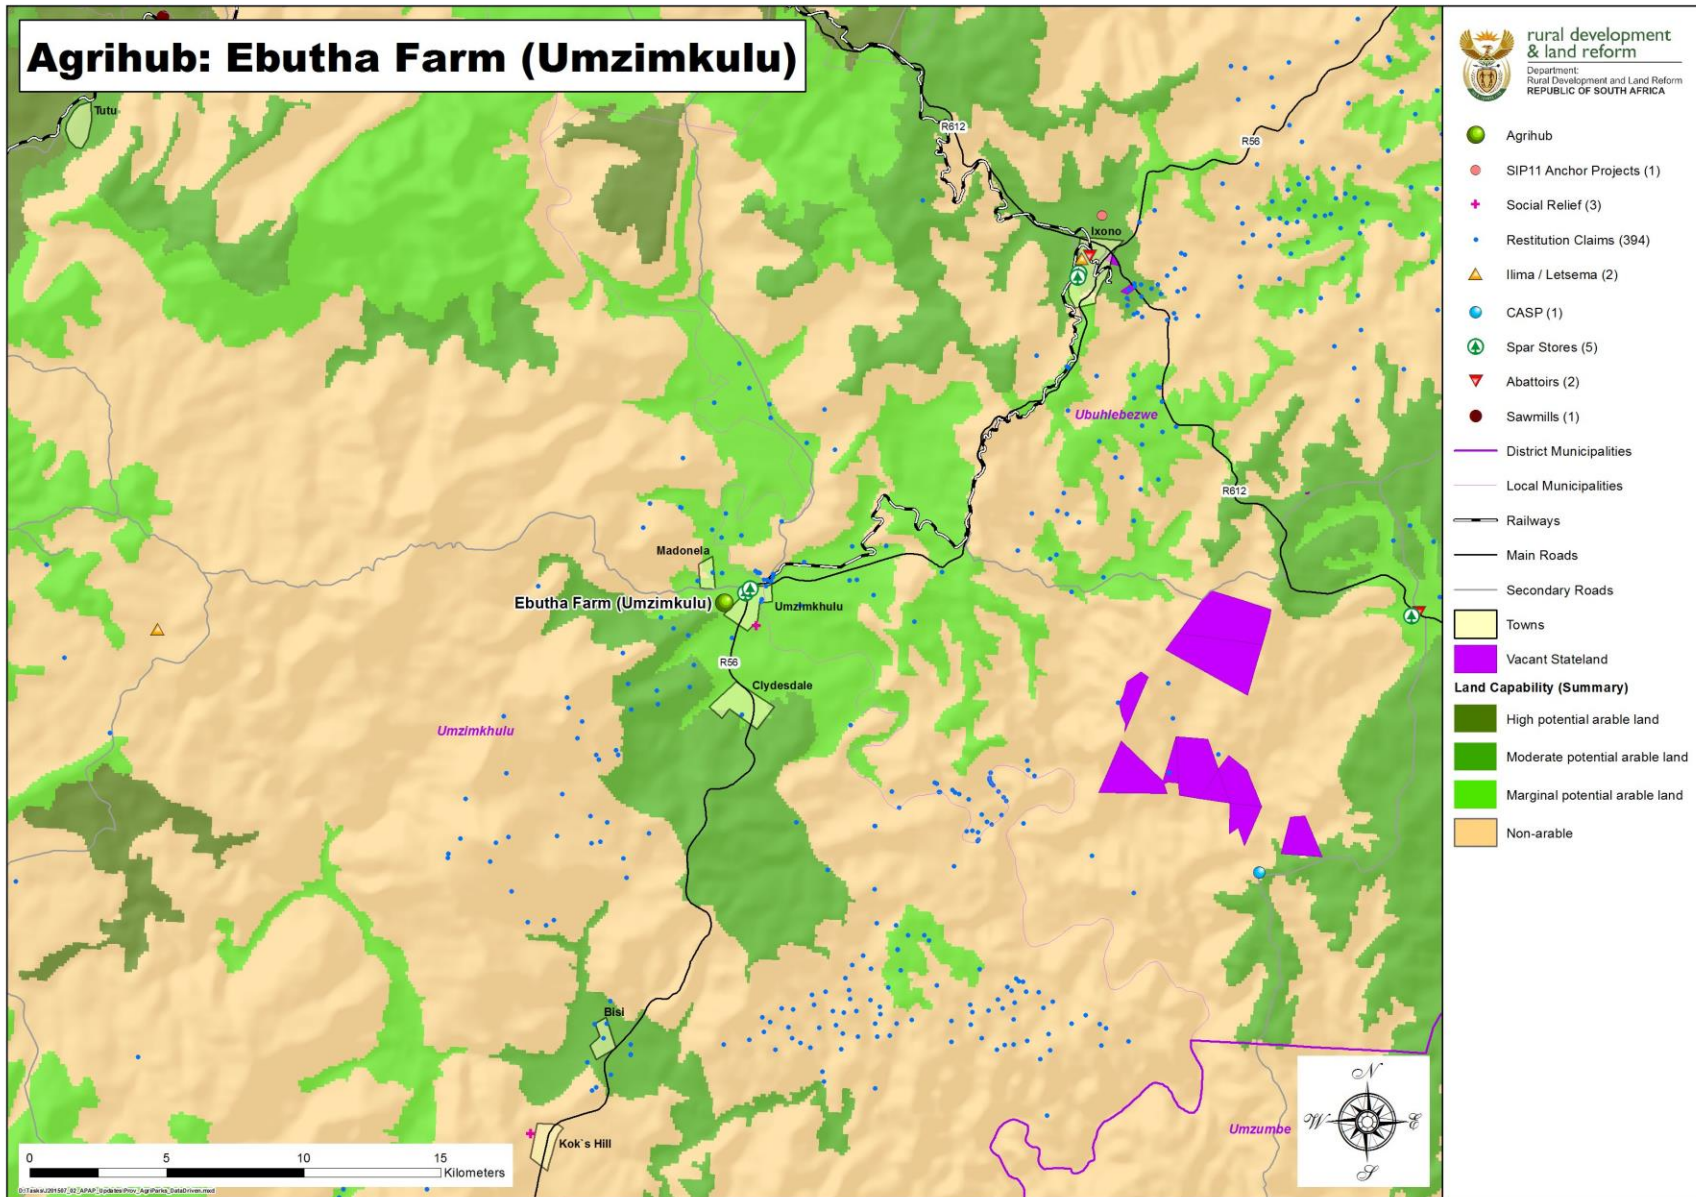 Agrihub: Ebutha Farm (Umzimkulu)
Tutu
R612
R56
Ixono
Ubuhlebezwe
R612
Madonela
Ebutha Farm (Umzimkulu)
Umzimkhulu
R56
Clydesdale
Umzimkhulu
Bisi
Kok`s Hill
Umzumbe
N
W
E
S
0
5
10
15
Kilometers
rural development
& land reform
Department:
Rural Development and Land Reform
REPUBLIC OF SOUTH AFRICA
Agrihub
SIP11 Anchor Projects (1)
Social Relief (3)
Restitution Claims (394)
Ilima / Letsema (2)
CASP (1)
Spar Stores (5)
Abattoirs (2)
Sawmills (1)
District Municipalities
Local Municipalities
Railways
Main Roads
Secondary Roads
Towns
Vacant Stateland
Land Capability (Summary)
High potential arable land
Moderate potential arable land
Marginal potential arable land
Non-arable